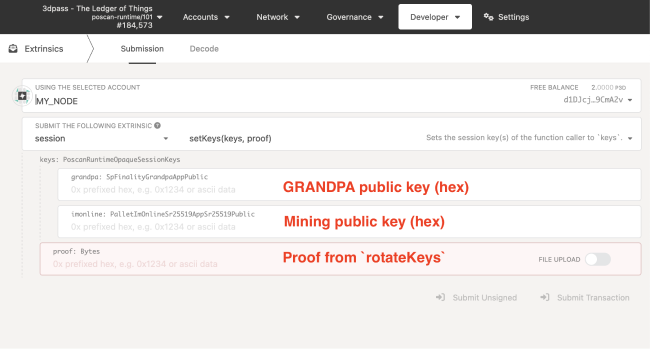 3dpass - The Ledger of Things
poscan-runtime/101
#184,573
Accounts
Network
Governance
Developer
Settings
Extrinsics
Submission
Decode
USING THE SELECTED ACCOUNT
MY_NODE
FREE BALANCE 2.0000 P3D
d1DJcj…9CmA2v
SUBMIT THE FOLLOWING EXTRINSIC
session
setKeys(keys, proof)
Sets the session key(s) of the function caller to `keys`.
keys: PoscanRuntimeOpaqueSessionKeys
grandpa: SpFinalityGrandpaAppPublic
0x prefixed hex, e.g. 0x1234 or ascii data
GRANDPA public key (hex)
imonline: PalletImOnlineSr25519AppSr25519Public
0x prefixed hex, e.g. 0x1234 or ascii data
Mining public key (hex)
proof: Bytes
0x prefixed hex, e.g. 0x1234 or ascii data
Proof from `rotateKeys`
FILE UPLOAD
Submit Unsigned
Submit Transaction